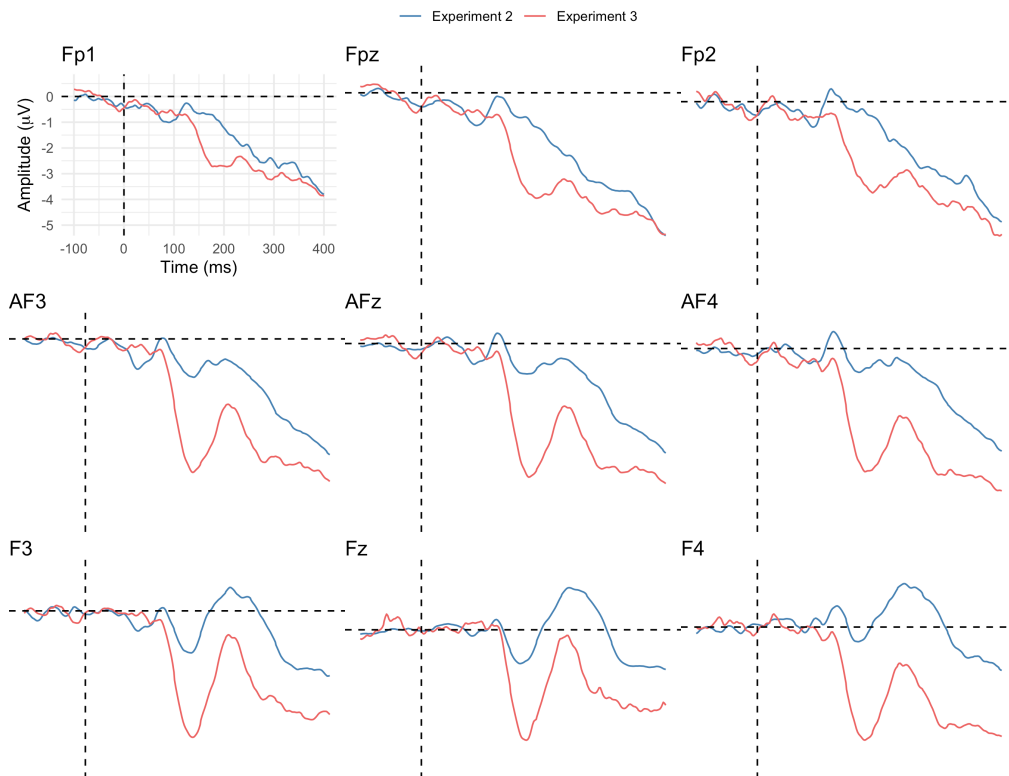 Experiment 2 Experiment 3
Fp1 Fpz Fp2
Amplitude (μV)
0
-1
-2
-3
-4
-5
-100 0 100 200 300 400
Time (ms)
AF3 AFz AF4
F3 Fz F4